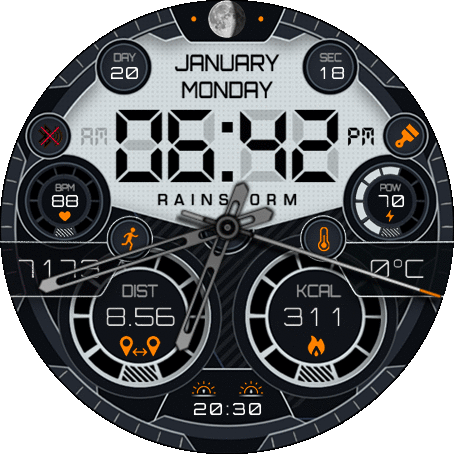 DAY
20
JANUARY
MONDAY
SEC
18
AM
06:42
PM
BPM
88
RAINSTORM
POW
70
0°C
DIST
8.56
KCAL
311
20:30